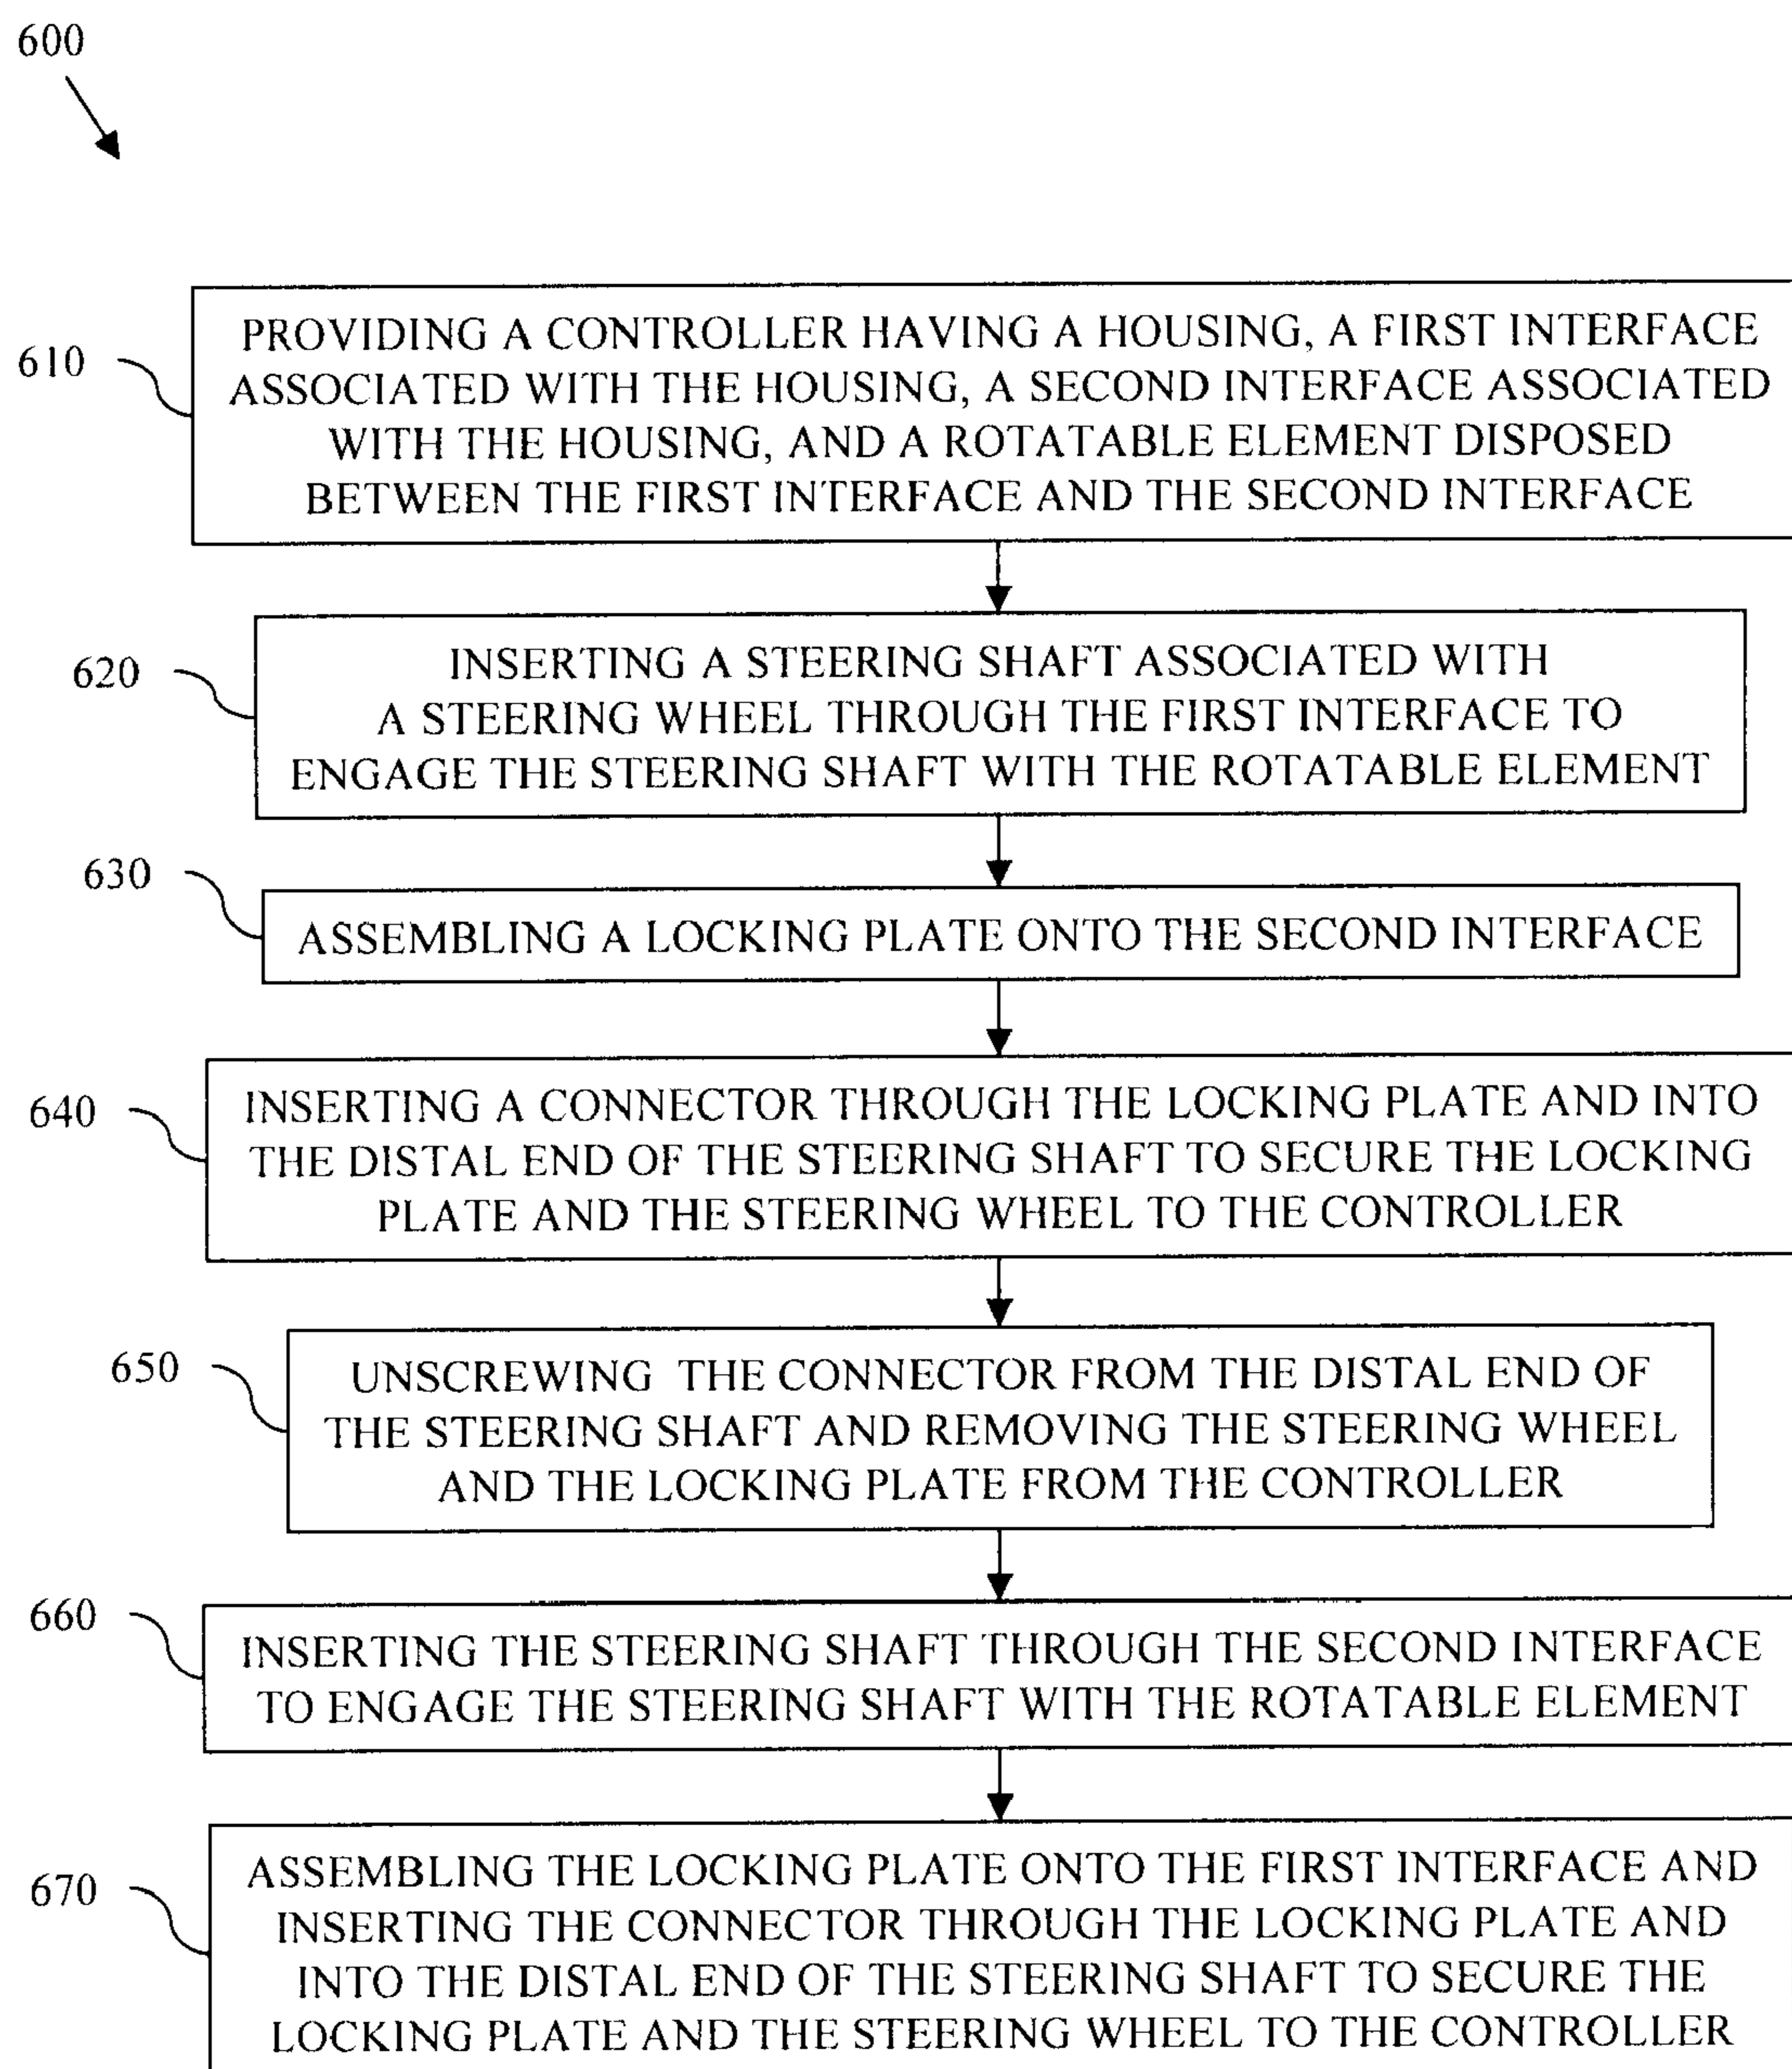 600
610
PROVIDING A CONTROLLER HAVING A HOUSING, A FIRST INTERFACE
ASSOCIATED WITH THE HOUSING, A SECOND INTERFACE ASSOCIATED
WITH THE HOUSING, AND A ROTATABLE ELEMENT DISPOSED
BETWEEN THE FIRST INTERFACE AND THE SECOND INTERFACE
620
INSERTING A STEERING SHAFT ASSOCIATED WITH
A STEERING WHEEL THROUGH THE FIRST INTERFACE TO
ENGAGE THE STEERING SHAFT WITH THE ROTATABLE ELEMENT
630
ASSEMBLING A LOCKING PLATE ONTO THE SECOND INTERFACE
640
INSERTING A CONNECTOR THROUGH THE LOCKING PLATE AND INTO
THE DISTAL END OF THE STEERING SHAFT TO SECURE THE LOCKING
PLATE AND THE STEERING WHEEL TO THE CONTROLLER
650
UNSCREWING THE CONNECTOR FROM THE DISTAL END OF
THE STEERING SHAFT AND REMOVING THE STEERING WHEEL
AND THE LOCKING PLATE FROM THE CONTROLLER
660
INSERTING THE STEERING SHAFT THROUGH THE SECOND INTERFACE
TO ENGAGE THE STEERING SHAFT WITH THE ROTATABLE ELEMENT
670
ASSEMBLING THE LOCKING PLATE ONTO THE FIRST INTERFACE AND
INSERTING THE CONNECTOR THROUGH THE LOCKING PLATE AND
INTO THE DISTAL END OF THE STEERING SHAFT TO SECURE THE
LOCKING PLATE AND THE STEERING WHEEL TO THE CONTROLLER